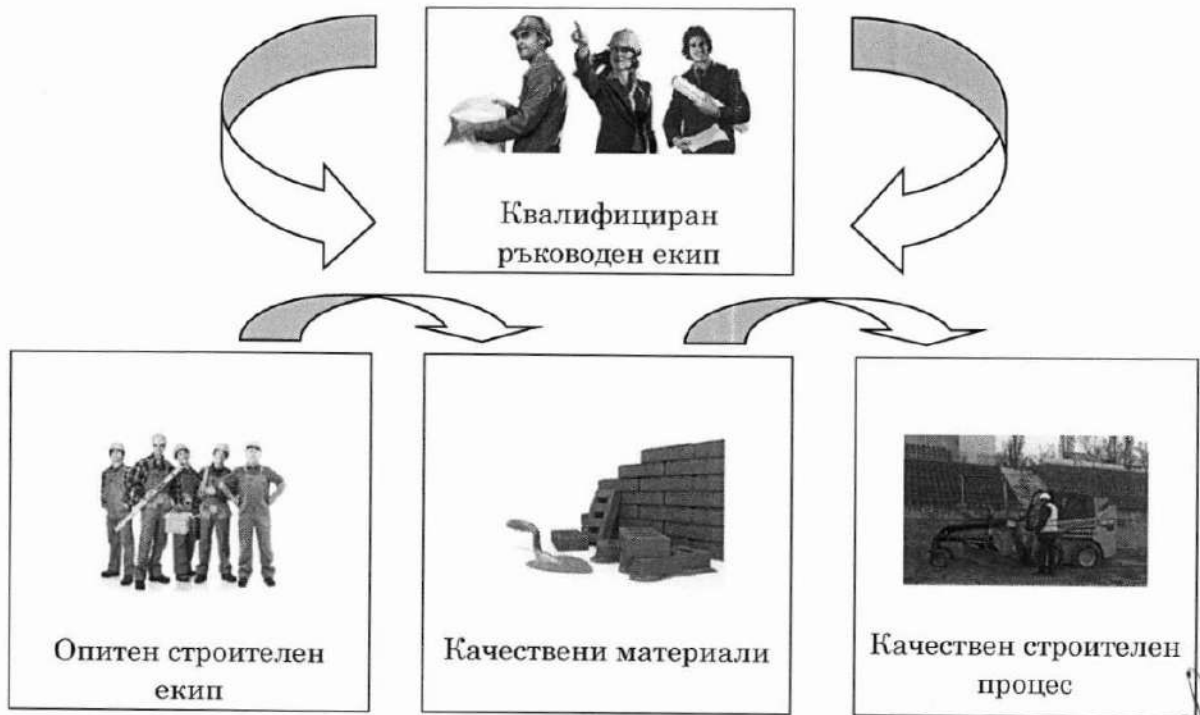 Квалифициран
ръководен екип
Опитен строителен
екип
Качествени материали
Качествен строителен
процес